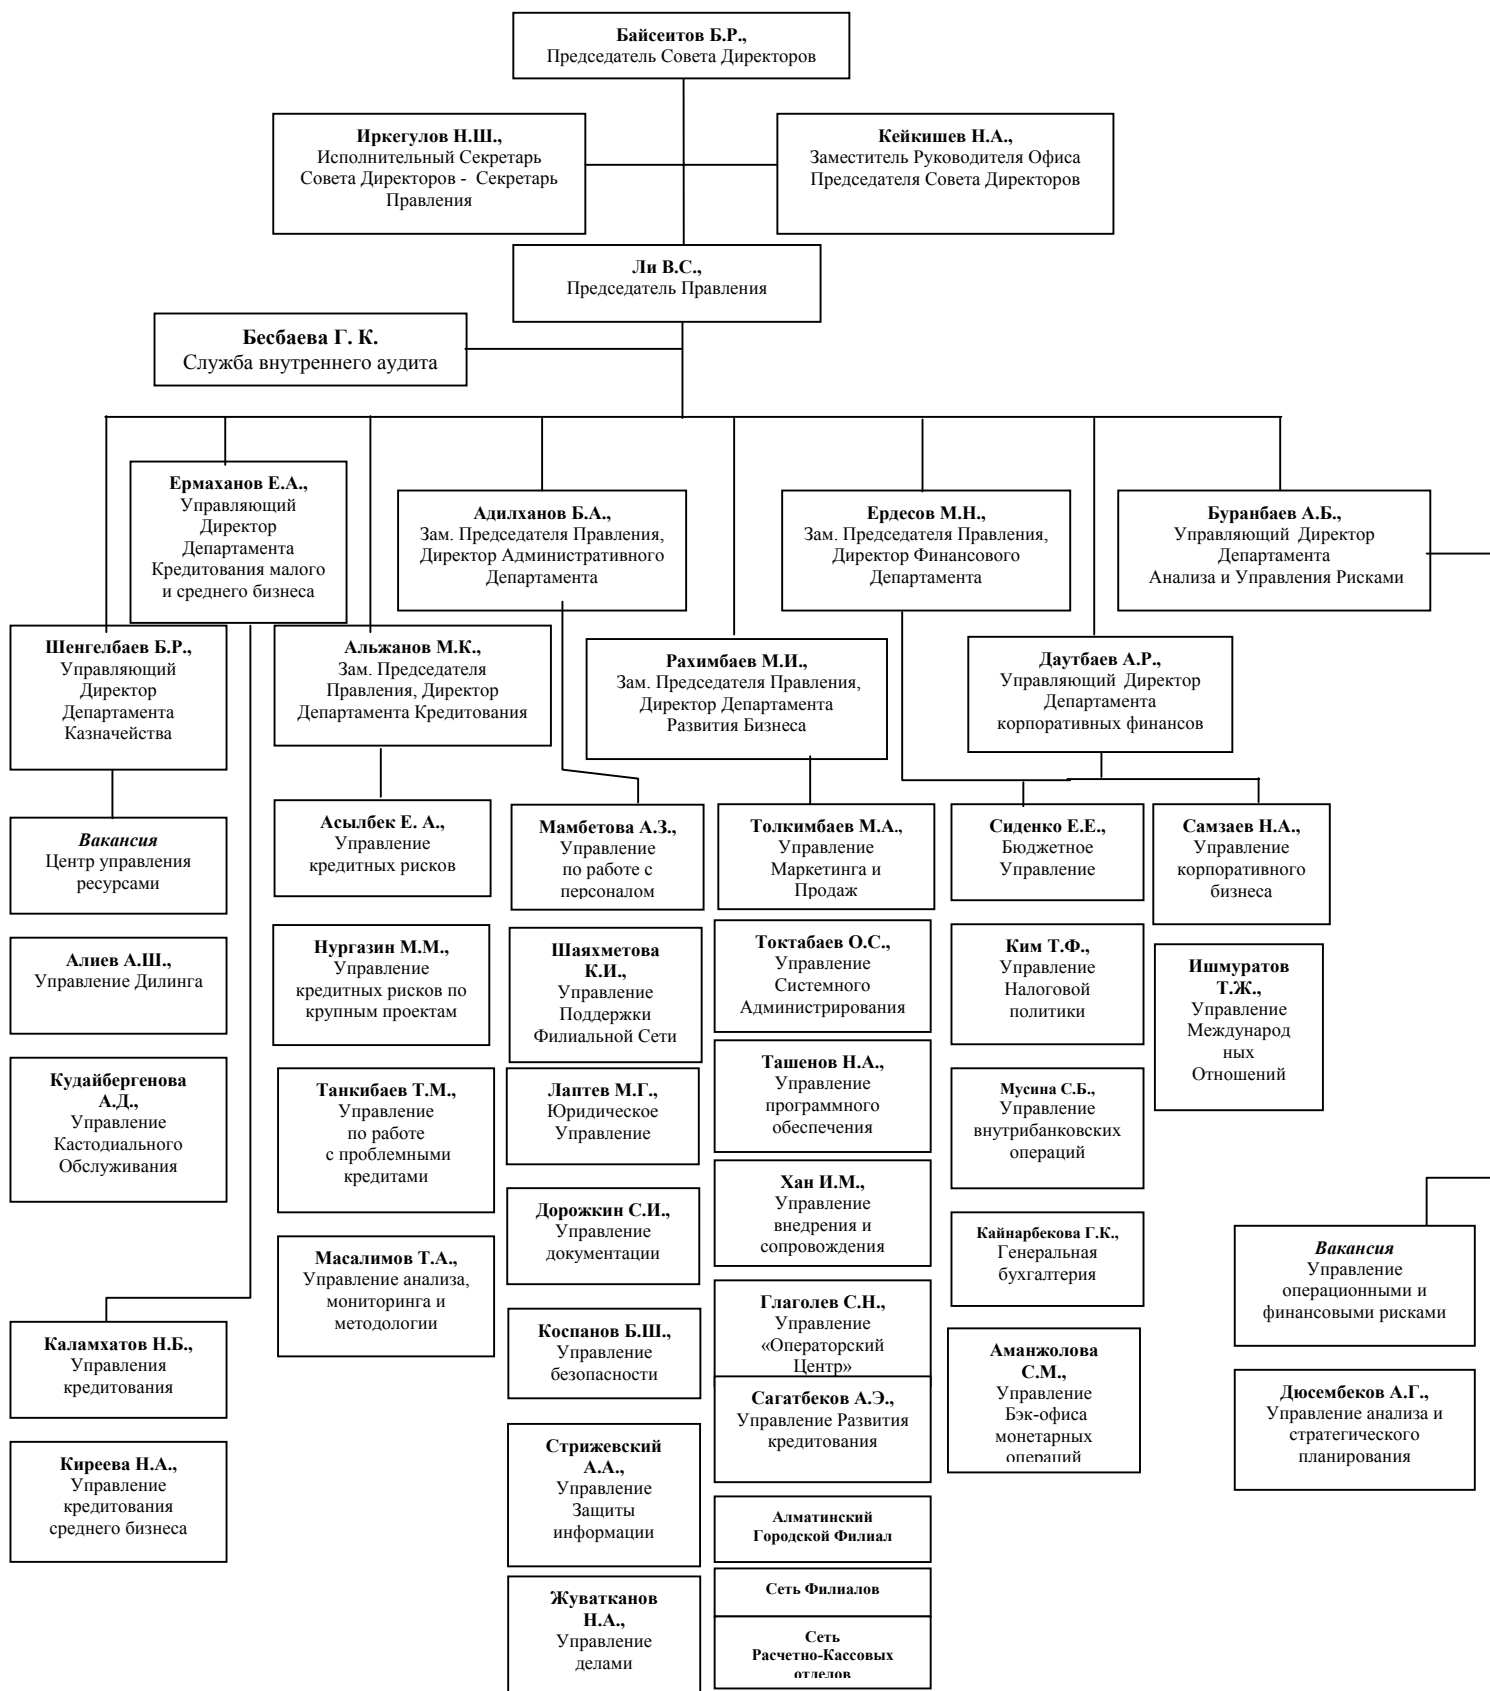 Байсеитов Б.Р.,
Председатель Совета Директоров
Иркегулов Н.Ш.,
Исполнительный Секретарь
Совета Директоров - Секретарь
Правления
Кейкишев Н.А.,
Заместитель Руководителя Офиса
Председателя Совета Директоров
Ли В.С.,
Председатель Правления
Бесбаева Г. К.
Служба внутреннего аудита
Ермаханов Е.А.,
Управляющий
Директор
Департамента
Кредитования малого
и среднего бизнеса
Адилханов Б.А.,
Зам. Председателя Правления,
Директор Административного
Департамента
Ердесов М.Н.,
Зам. Председателя Правления,
Директор Финансового
Департамента
Буранбаев А.Б.,
Управляющий Директор
Департамента
Анализа и Управления Рисками
Шенгелбаев Б.Р.,
Управляющий
Директор
Департамента
Казначейства
Альжанов М.К.,
Зам. Председателя
Правления, Директор
Департамента Кредитования
Рахимбаев М.И.,
Зам. Председателя Правления,
Директор Департамента
Развития Бизнеса
Даутбаев А.Р.,
Управляющий Директор
Департамента
корпоративных финансов
Вакансия
Центр управления
ресурсами
Алиев А.Ш.,
Управление Дилинга
Кудайбергенова
А.Д.,
Управление
Кастодиального
Обслуживания
Каламхатов Н.Б.,
Управления
кредитования
Киреева Н.А.,
Управление
кредитования
среднего бизнеса
Асылбек Е. А.,
Управление
кредитных рисков
Нургазин М.М.,
Управление
кредитных рисков по
крупным проектам
Танкибаев Т.М.,
Управление
по работе
с проблемными
кредитами
Масалимов Т.А.,
Управление анализа,
мониторинга и
методологии
Мамбетова А.З.,
Управление
по работе с
персоналом
Шаяхметова
К.И.,
Управление
Поддержки
Филиальной Сети
Лаптев М.Г.,
Юридическое
Управление
Дорожкин С.И.,
Управление
документации
Коспанов Б.Ш.,
Управление
безопасности
Стрижевский
А.А.,
Управление
Защиты
информации
Жуватканов
Н.А.,
Управление
делами
Толкимбаев М.А.,
Управление
Маркетинга и
Продаж
Токтабаев О.С.,
Управление
Системного
Администрирования
Ташенов Н.А.,
Управление
программного
обеспечения
Хан И.М.,
Управление
внедрения и
сопровождения
Глаголев С.Н.,
Управление
«Операторский
Центр»
Сагатбеков А.Э.,
Управление Развития
кредитования
Алматинский
Городской Филиал
Сеть Филиалов
Сеть
Расчетно-Кассовых
отделов
Сиденко Е.Е.,
Бюджетное
Управление
Ким Т.Ф.,
Управление
Налоговой
политики
Мусина С.Б.,
Управление
внутрибанковских
операций
Кайнарбекова Г.К.,
Генеральная
бухгалтерия
Аманжолова
С.М.,
Управление
Бэк-офиса
монетарных
операций
Самзаев Н.А.,
Управление
корпоративного
бизнеса
Ишмуратов
Т.Ж.,
Управление
Международ
ных
Отношений
Вакансия
Управление
операционными и
финансовыми рисками
Дюсембеков А.Г.,
Управление анализа и
стратегического
планирования